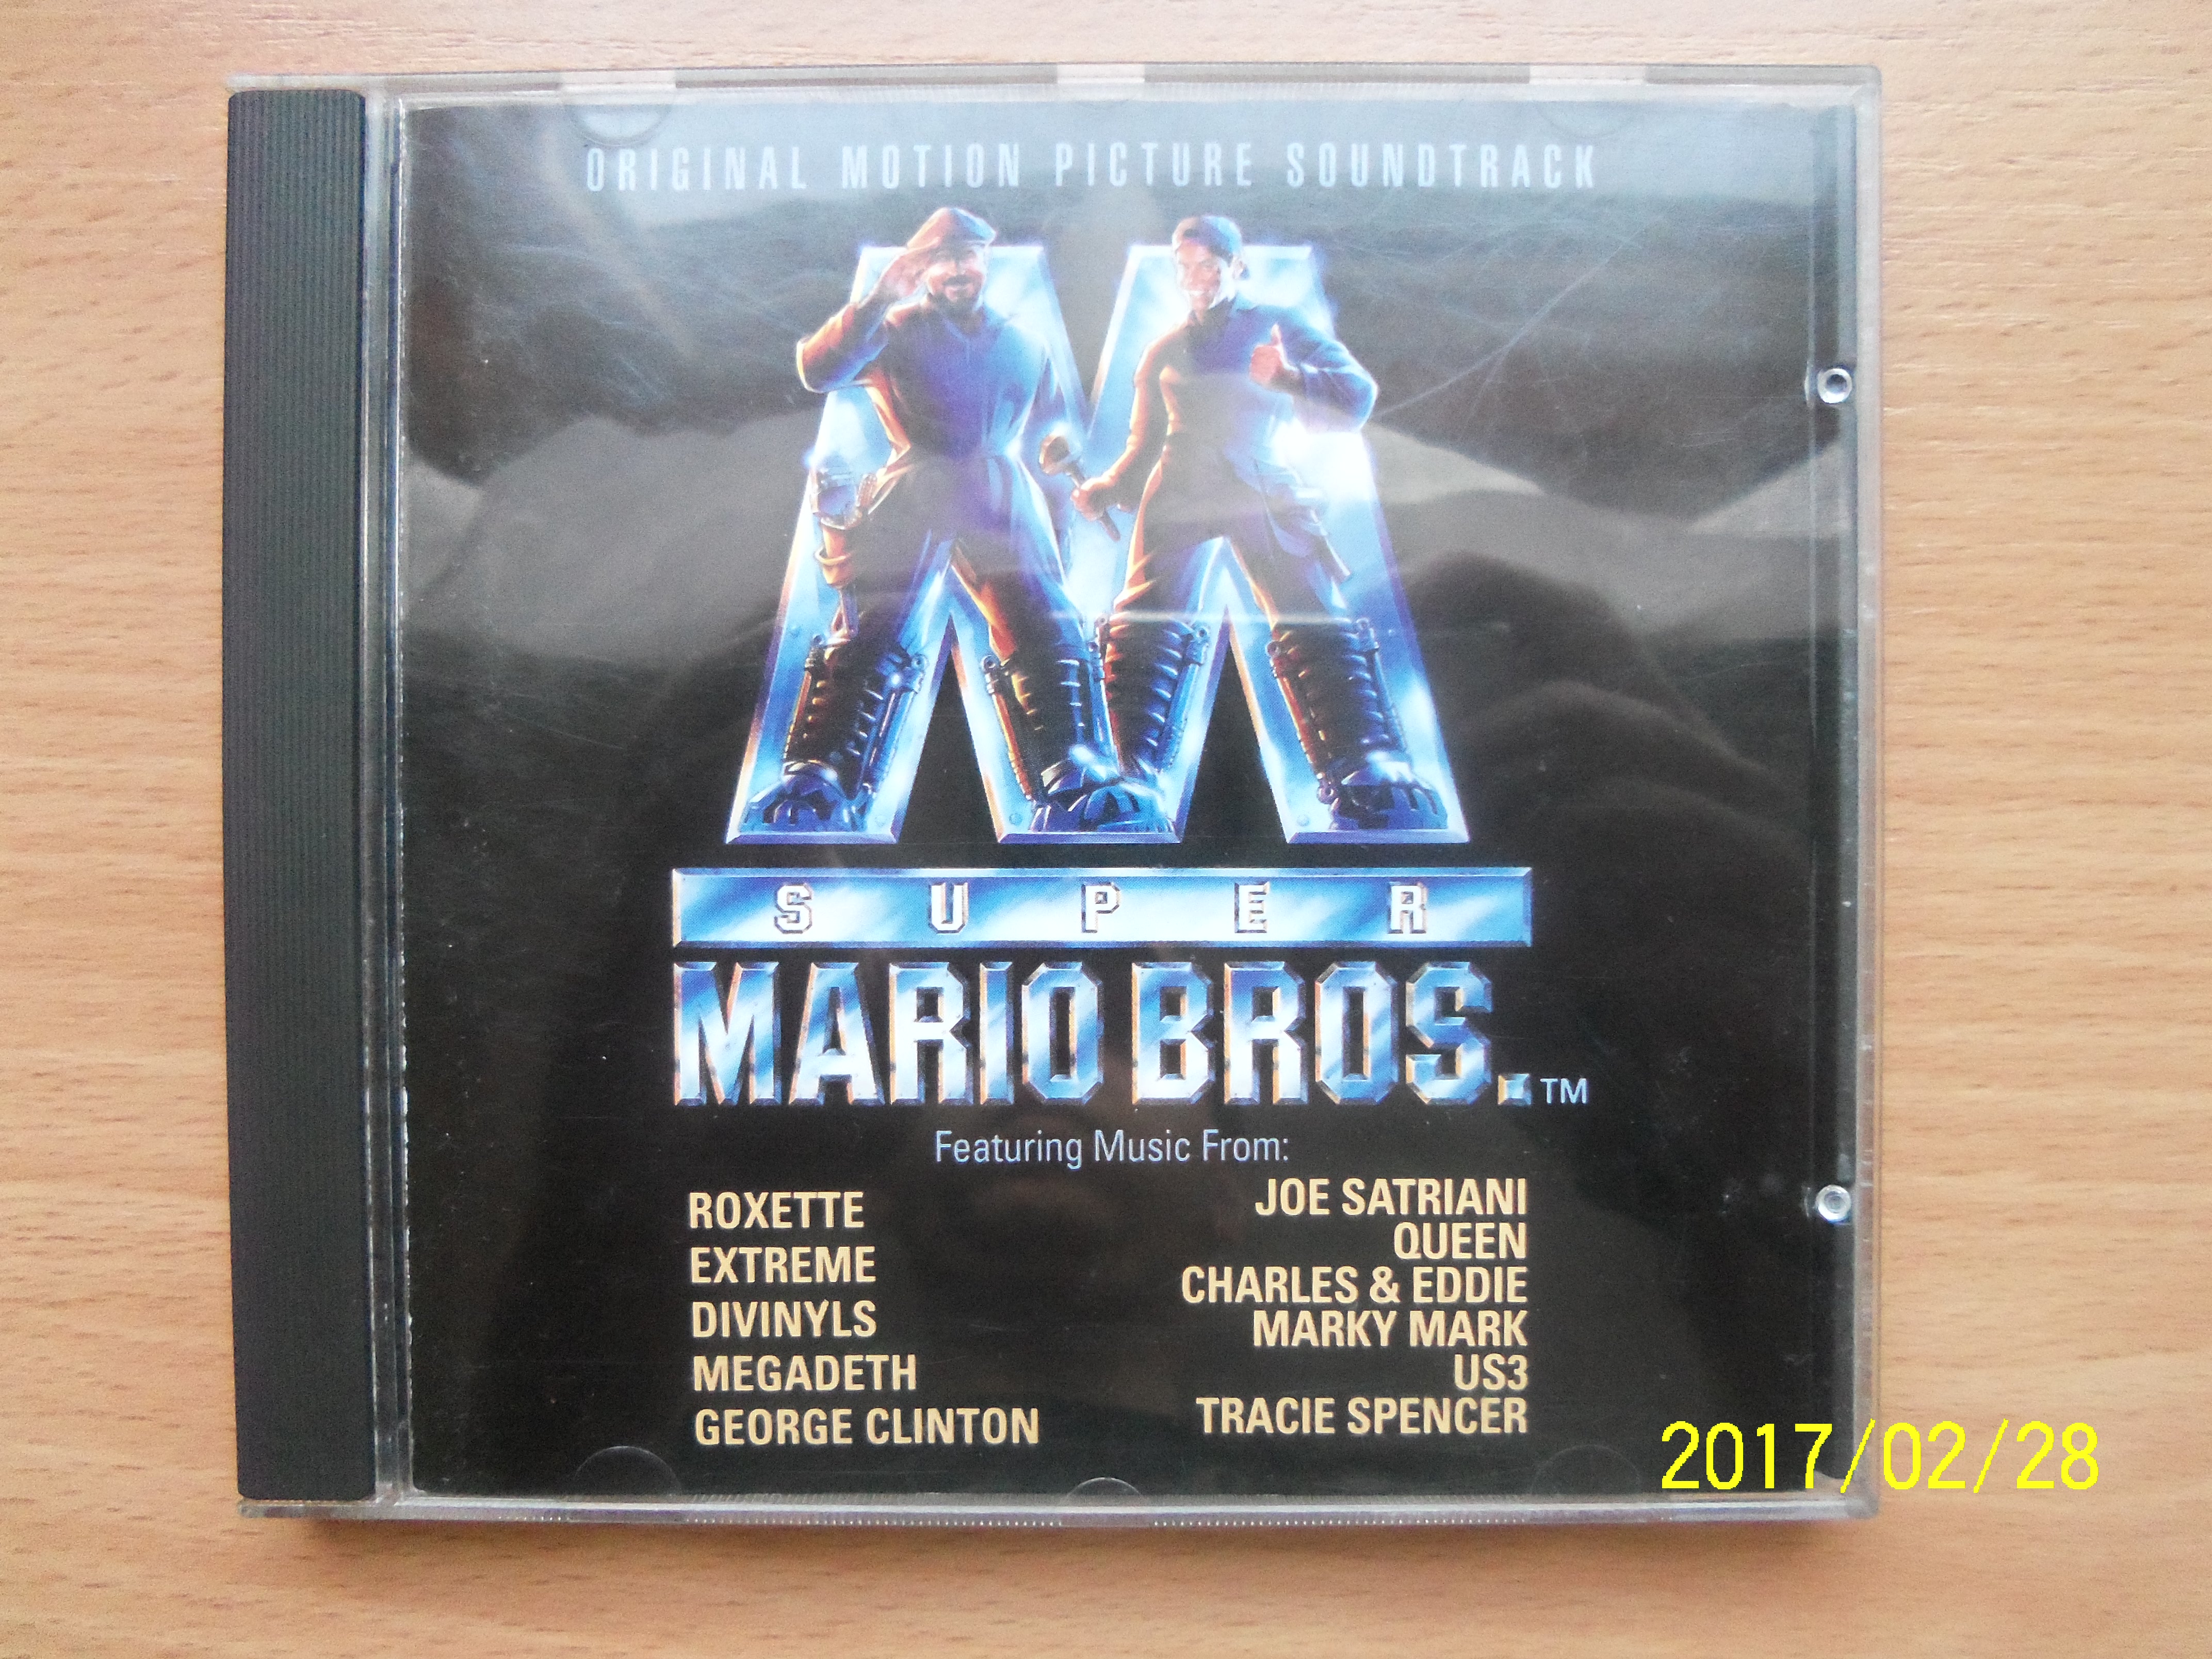 ORIGINAL MOTION PICTURE SOUNDTRACK
SUPER
MARIO BROS.™
Featuring Music From:
ROXETTE
EXTREME
DIVINYLS
MEGADETH
GEORGE CLINTON
JOE SATRIANI
QUEEN
CHARLES & EDDIE
MARKY MARK
US3
TRACIE SPENCER
2017/02/28